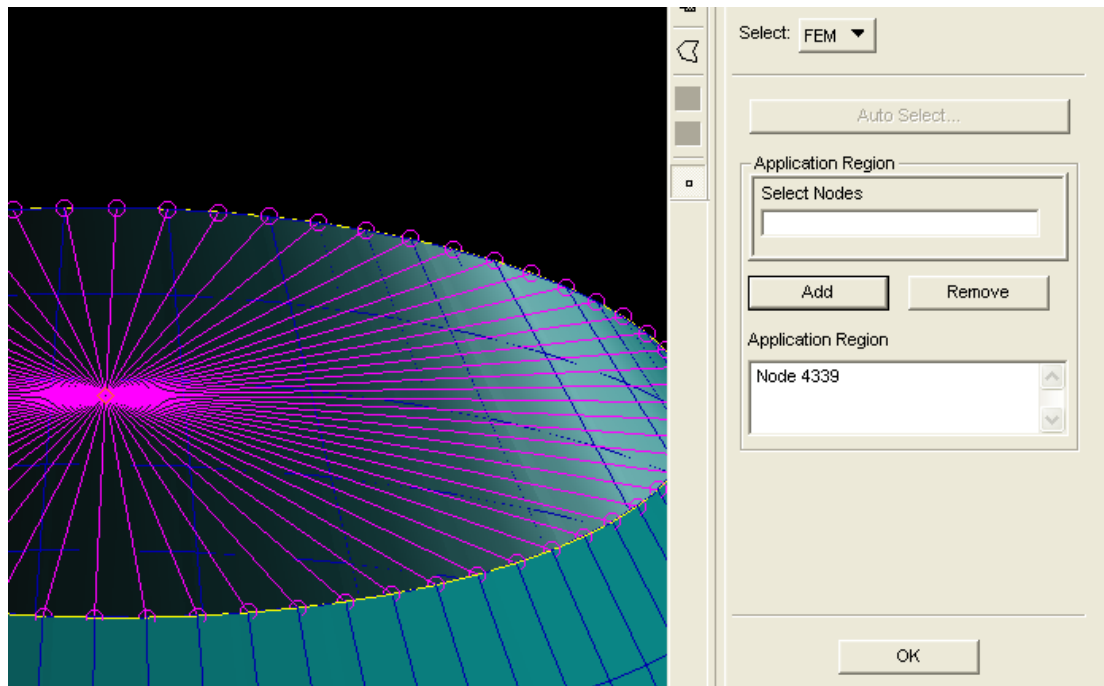 Select: FEM
Auto Select...
Application Region
Select Nodes
Add Remove
Application Region
Node 4339
OK